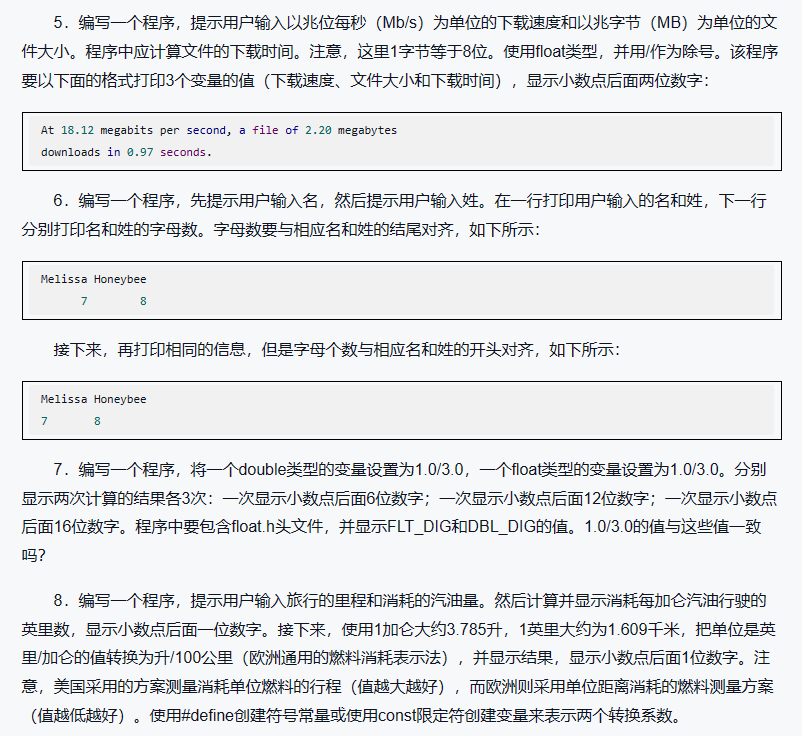 5．编写一个程序，提示用户输入以兆位每秒（Mb/s）为单位的下载速度和以兆字节（MB）为单位的文
件大小。程序中应计算文件的下载时间。注意，这里1字节等于8位。使用float类型，并用/作为除号。该程序
要以下面的格式打印3个变量的值（下载速度、文件大小和下载时间），显示小数点后面两位数字：
At 18.12 megabits per second, a file of 2.20 megabytes
downloads in 0.97 seconds.
6．编写一个程序，先提示用户输入名，然后提示用户输入姓。在一行打印用户输入的名和姓，下一行
分别打印名和姓的字母数。字母数要与相应名和姓的结尾对齐，如下所示：
Melissa Honeybee
      7        8
接下来，再打印相同的信息，但是字母个数与相应名和姓的开头对齐，如下所示：
Melissa Honeybee
7       8
7．编写一个程序，将一个double类型的变量设置为1.0/3.0，一个float类型的变量设置为1.0/3.0。分别
显示两次计算的结果各3次：一次显示小数点后面6位数字；一次显示小数点后面12位数字；一次显示小数点
后面16位数字。程序中要包含float.h头文件，并显示FLT_DIG和DBL_DIG的值。1.0/3.0的值与这些值一致
吗？
8．编写一个程序，提示用户输入旅行的里程和消耗的汽油量。然后计算并显示消耗每加仑汽油行驶的
英里数，显示小数点后面一位数字。接下来，使用1加仑大约3.785升，1英里大约为1.609千米，把单位是英
里/加仑的值转换为升/100公里（欧洲通用的燃料消耗表示法），并显示结果，显示小数点后面1位数字。注
意，美国采用的方案测量消耗单位燃料的行程（值越大越好），而欧洲则采用单位距离消耗的燃料测量方案
（值越低越好）。使用#define创建符号常量或使用const限定符创建变量来表示两个转换系数。